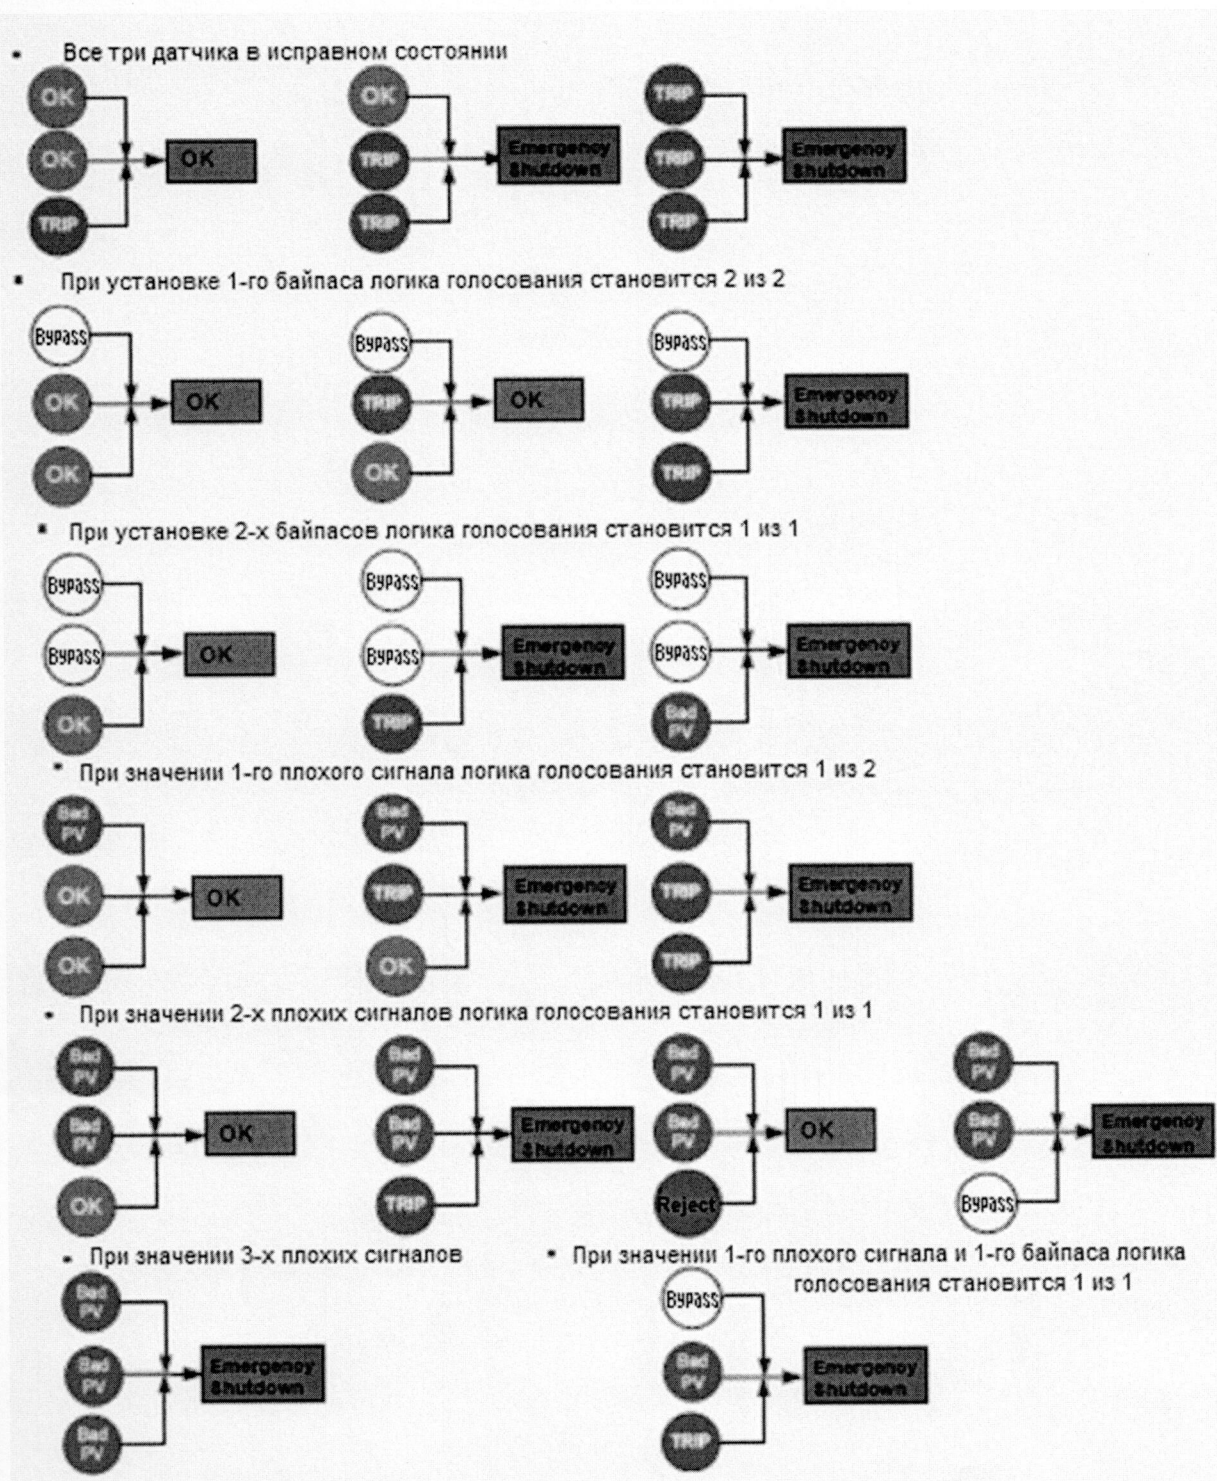 Все три датчика в исправном состоянии
OK OK TRIP OK
OK TRIP TRIP Emergency Shutdown
TRIP TRIP TRIP Emergency Shutdown
При установке 1-го байпаса логика голосования становится 2 из 2
Bypass OK OK OK
Bypass TRIP OK OK
Bypass TRIP TRIP Emergency Shutdown
При установке 2-х байпасов логика голосования становится 1 из 1
Bypass Bypass OK OK
Bypass Bypass TRIP Emergency Shutdown
Bypass Bypass Bad PV Emergency Shutdown
При значении 1-го плохого сигнала логика голосования становится 1 из 2
Bad PV OK OK OK
Bad PV TRIP OK Emergency Shutdown
Bad PV TRIP TRIP Emergency Shutdown
При значении 2-х плохих сигналов логика голосования становится 1 из 1
Bad PV Bad PV OK OK
Bad PV Bad PV TRIP Emergency Shutdown
Bad PV Bad PV Reject OK
Bad PV Bad PV Bypass Emergency Shutdown
При значении 3-х плохих сигналов
Bad PV Bad PV Bad PV Emergency Shutdown
При значении 1-го плохого сигнала и 1-го байпаса логика
голосования становится 1 из 1
Bypass Bad PV TRIP Emergency Shutdown